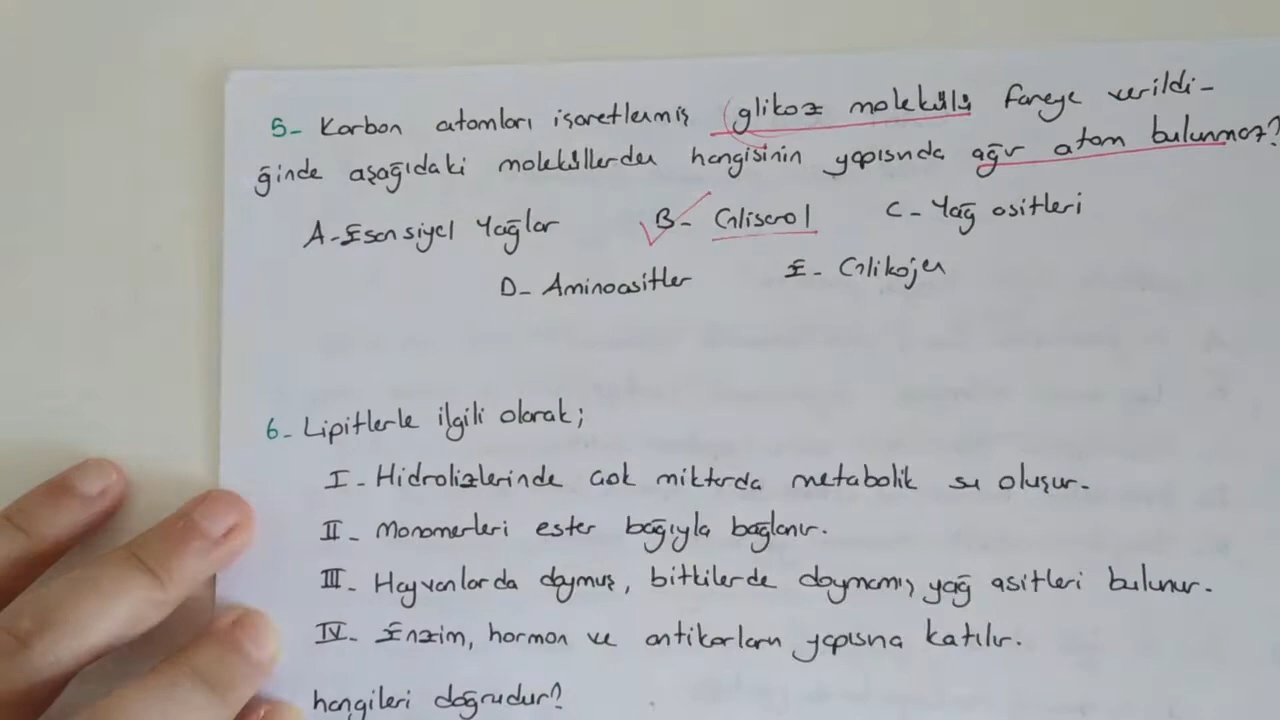 5- Karbon atomları işaretlenmiş glikoz molekülü fareye verildi-
ğinde aşağıdaki moleküllerden hangisinin yapısında ağır atom bulunmaz?
A- Esansiyel Yağlar B- Gliserol C- Yağ asitleri
D- Aminoasitler E- Glikojen
6- Lipitlerle ilgili olarak;
I- Hidrolizlerinde çok miktarda metabolik su oluşur.
II- Monomerleri ester bağıyla bağlanır.
III- Hayvanlarda doymuş, bitkilerde doymamış yağ asitleri bulunur.
IV- Enzim, hormon ve antikorların yapısına katılır.
hangileri doğrudur?